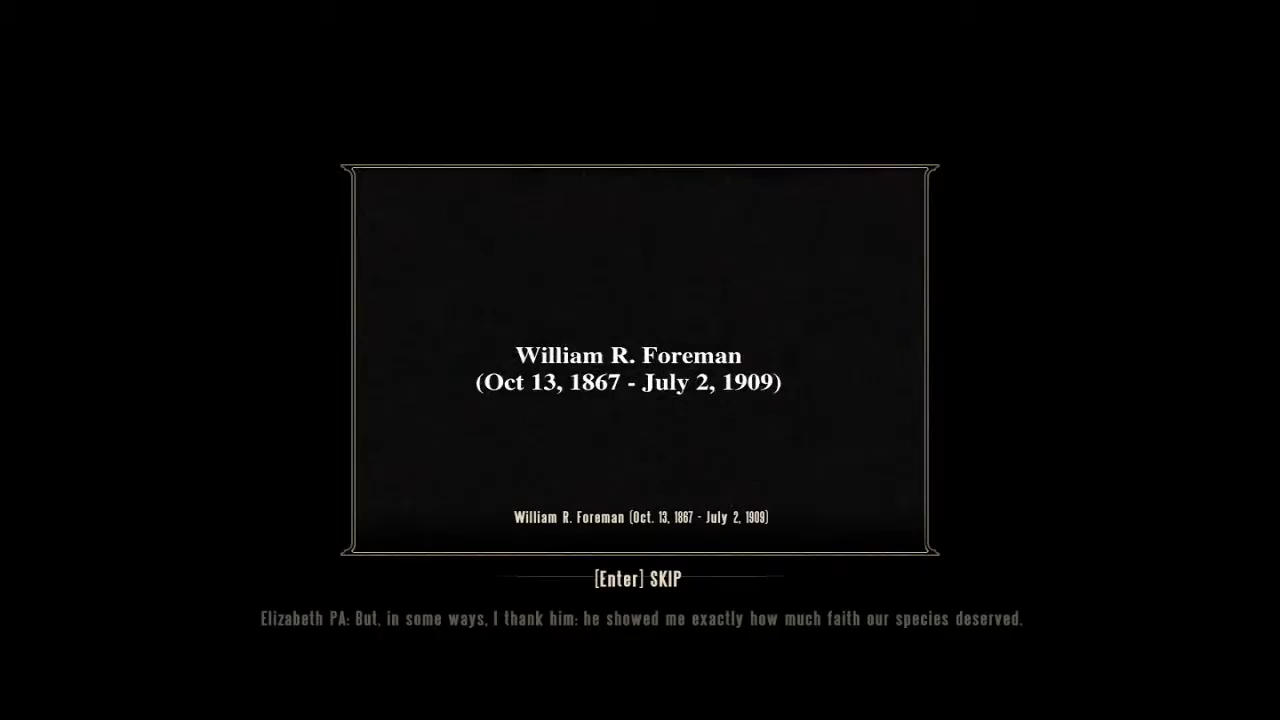 William R. Foreman
(Oct 13, 1867 - July 2, 1909)
William R. Foreman (Oct. 13, 1867 - July 2, 1909)
[Enter] SKIP
Elizabeth PA: But, in some ways, I thank him: he showed me exactly how much faith our species deserved.